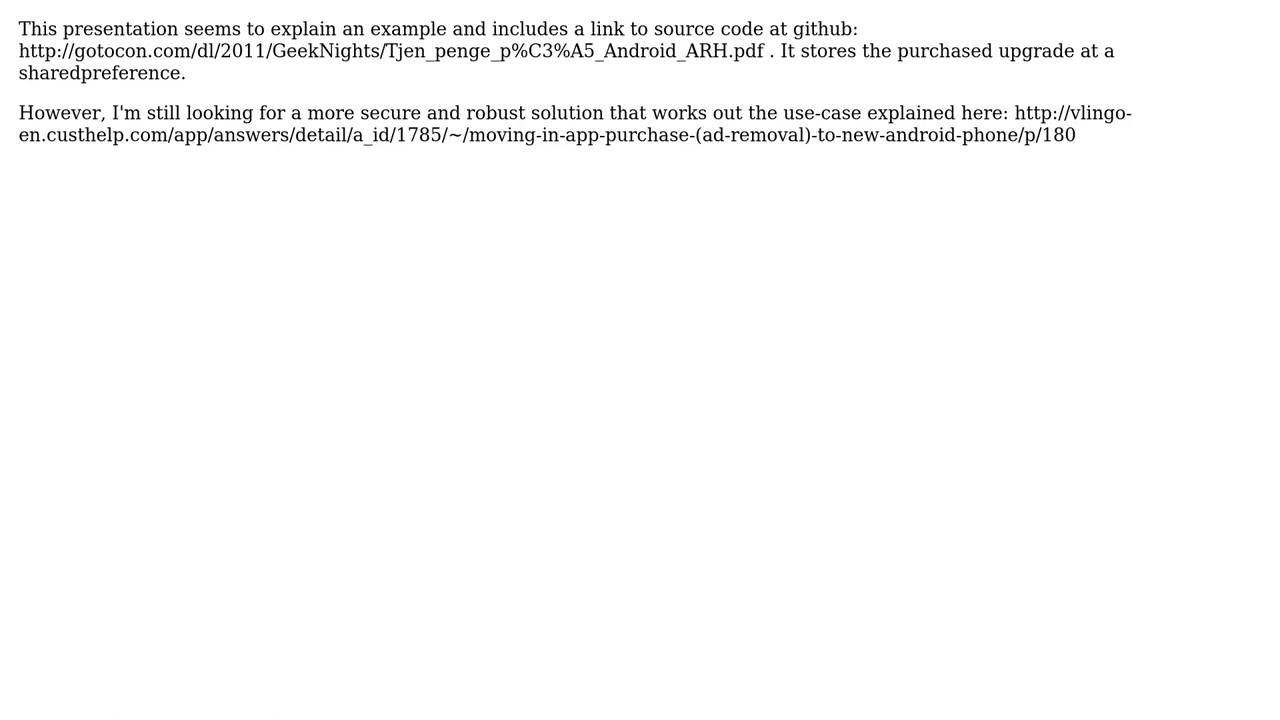 This presentation seems to explain an example and includes a link to source code at github:
http://gotocon.com/dl/2011/GeekNights/Tjen_penge_p%C3%A5_Android_ARH.pdf . It stores the purchased upgrade at a
sharedpreference.
However, I'm still looking for a more secure and robust solution that works out the use-case explained here: http://vlingo-
en.custhelp.com/app/answers/detail/a_id/1785/~/moving-in-app-purchase-(ad-removal)-to-new-android-phone/p/180